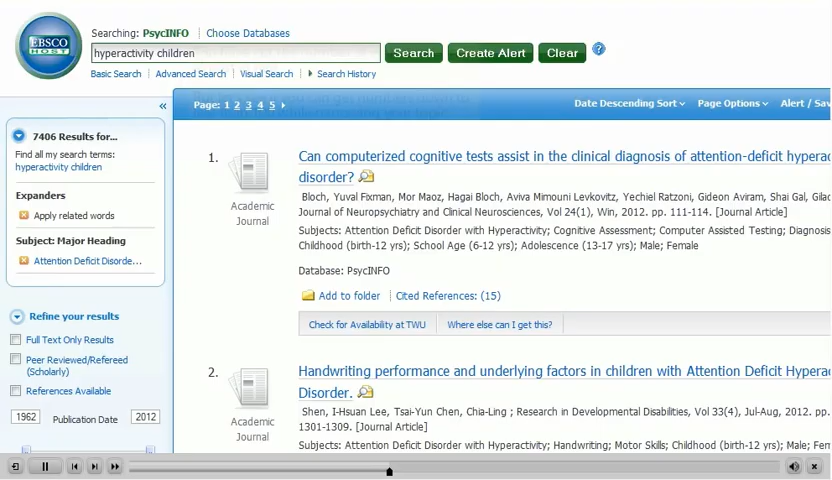 Searching: PsycINFO Choose Databases
EBSCO
HOST
hyperactivity children
Search Create Alert Clear ?
Basic Search Advanced Search Visual Search Search History
«
Page: 1 2 3 4 5
Date Descending Sort Page Options Alert / Sav
7406 Results for...
Find all my search terms:
hyperactivity children
Expanders
Apply related words
Subject: Major Heading
Attention Deficit Disorde...
Refine your results
Full Text Only Results
Peer Reviewed/Refereed
(Scholarly)
References Available
1962 Publication Date 2012
1.
Academic
Journal
Can computerized cognitive tests assist in the clinical diagnosis of attention-deficit hyperac
disorder?
Bloch, Yuval Fixman, Mor Maoz, Hagai Bloch, Aviva Mimouni Levkovitz, Yechiel Ratzoni, Gideon Aviram, Shai Gal, Gilad
Journal of Neuropsychiatry and Clinical Neurosciences, Vol 24(1), Win, 2012. pp. 111-114. [Journal Article]
Subjects: Attention Deficit Disorder with Hyperactivity; Cognitive Assessment; Computer Assisted Testing; Diagnosis
Childhood (birth-12 yrs); School Age (6-12 yrs); Adolescence (13-17 yrs); Male; Female
Database: PsycINFO
Add to folder Cited References: (15)
Check for Availability at TWU Where else can I get this?
2.
Academic
Journal
Handwriting performance and underlying factors in children with Attention Deficit Hyperac
Disorder.
Shen, I-Hsuan Lee, Tsai-Yun Chen, Chia-Ling ; Research in Developmental Disabilities, Vol 33(4), Jul-Aug, 2012. pp.
1301-1309. [Journal Article]
Subjects: Attention Deficit Disorder with Hyperactivity; Handwriting; Motor Skills; Childhood (birth-12 yrs); Male; Fem